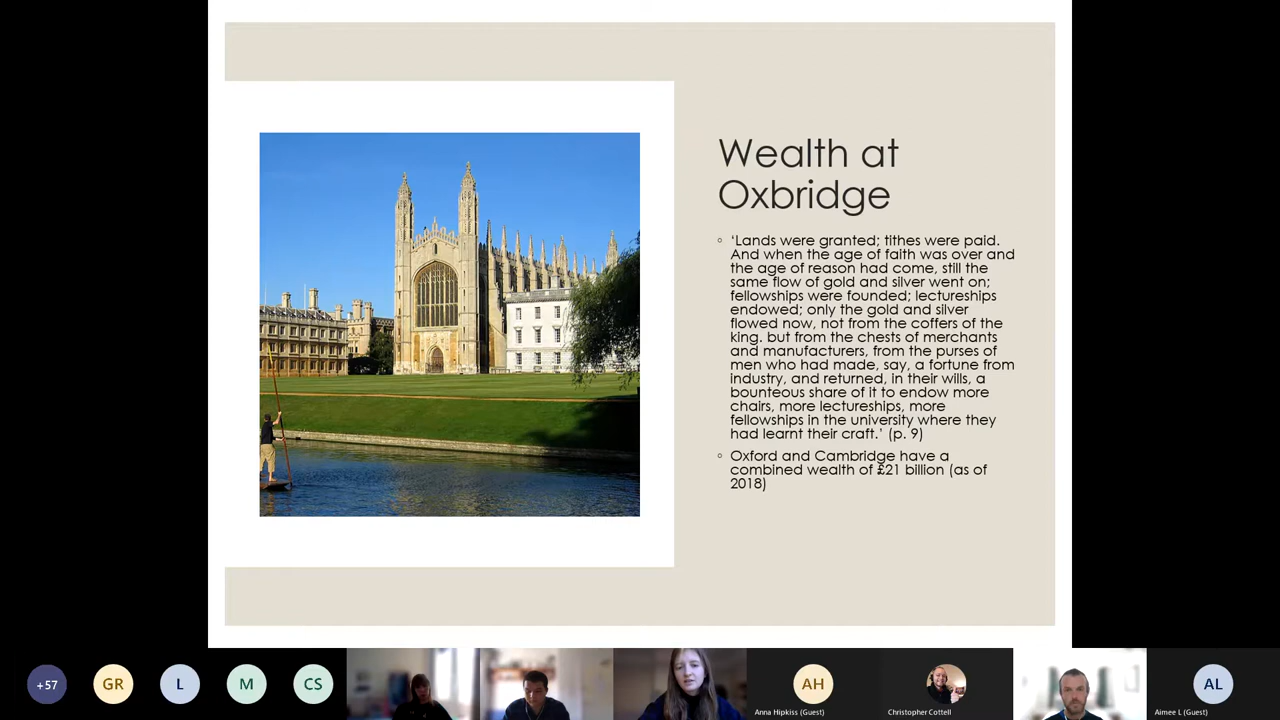 Wealth at
Oxbridge
◦ ‘Lands were granted; tithes were paid.
And when the age of faith was over and
the age of reason had come, still the
same flow of gold and silver went on;
fellowships were founded; lectureships
endowed; only the gold and silver
flowed now, not from the coffers of the
king. but from the chests of merchants
and manufacturers, from the purses of
men who had made, say, a fortune from
industry, and returned, in their wills, a
bounteous share of it to endow more
chairs, more lectureships, more
fellowships in the university where they
had learnt their craft.’ (p. 9)
◦ Oxford and Cambridge have a
combined wealth of £21 billion (as of
2018)
+57
GR
L
M
CS
AH
Anna Hipkiss (Guest)
Christopher Cottell
AL
Aimee L (Guest)